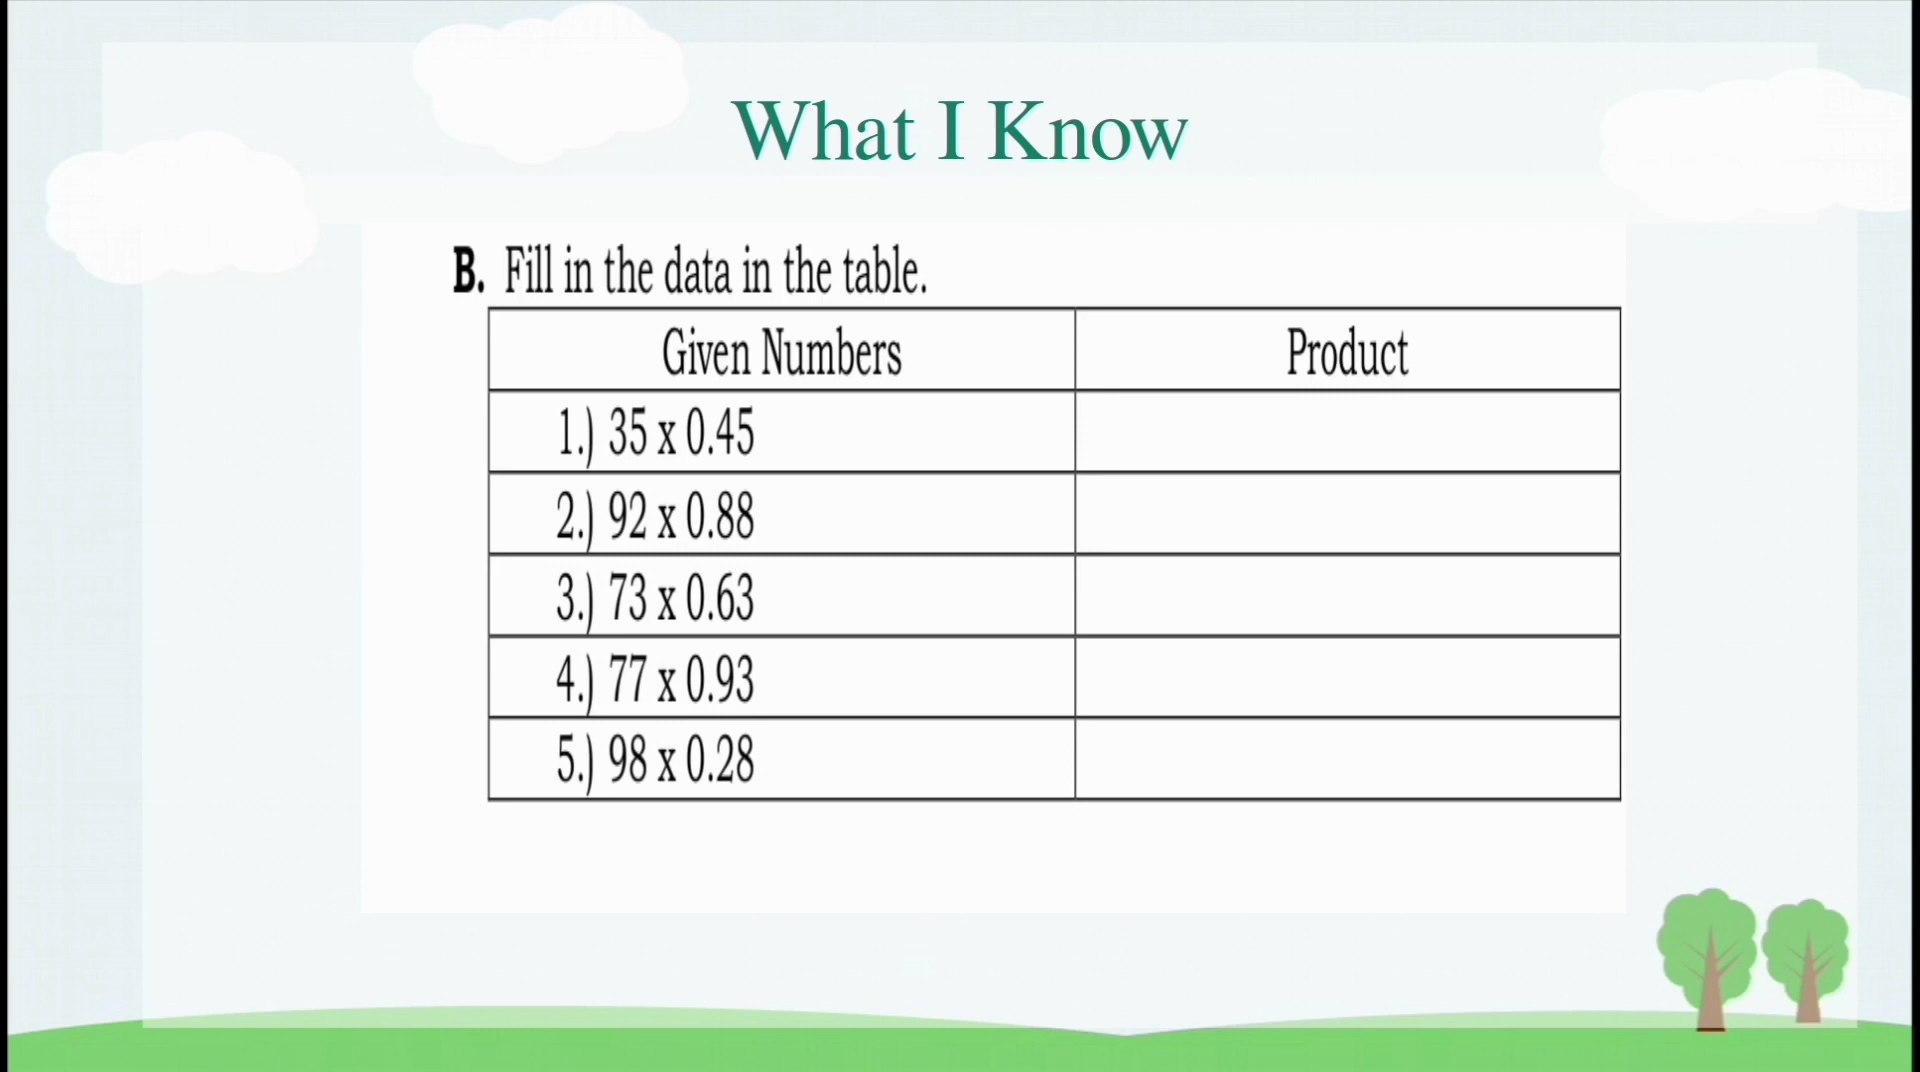 What I Know
B. Fill in the data in the table.
Given Numbers Product
1.) 35 x 0.45
2.) 92 x 0.88
3.) 73 x 0.63
4.) 77 x 0.93
5.) 98 x 0.28